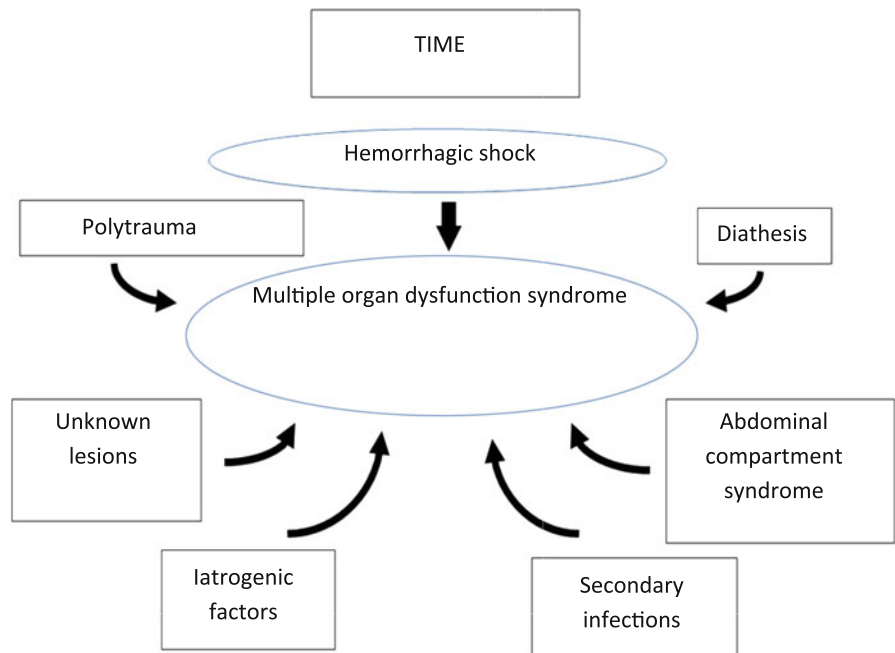 TIME
Hemorrhagic shock
Polytrauma
Diathesis
Multiple organ dysfunction syndrome
Unknown
lesions
Abdominal
compartment
syndrome
Iatrogenic
factors
Secondary
infections